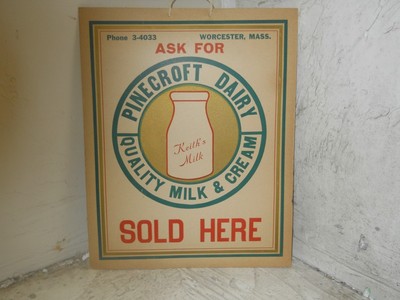 Phone 3-4033 WORCESTER, MASS.
ASK FOR
PINECROFT DAIRY
Keith's
Milk
QUALITY MILK & CREAM
SOLD HERE